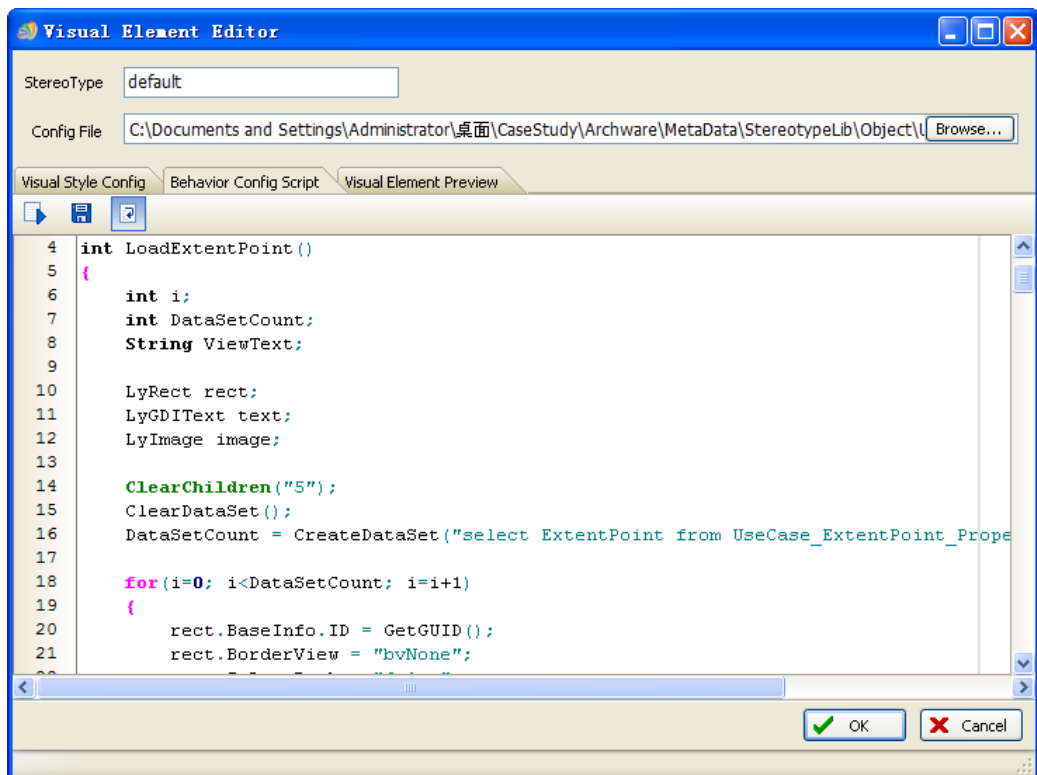 Visual Element Editor
StereoType default
Config File C:\Documents and Settings\Administrator\桌面\CaseStudy\Archware\MetaData\StereotypeLib\Object\ Browse...
Visual Style Config Behavior Config Script Visual Element Preview
4 int LoadExtentPoint()
5 {
6 int i;
7 int DataSetCount;
8 String ViewText;
9
10 LyRect rect;
11 LyGDIText text;
12 LyImage image;
13
14 ClearChildren("5");
15 ClearDataSet();
16 DataSetCount = CreateDataSet("select ExtentPoint from UseCase_ExtentPoint_Prope
17
18 for(i=0; i<DataSetCount; i=i+1)
19 {
20 rect.BaseInfo.ID = GetGUID();
21 rect.BorderView = "bvNone";
OK Cancel